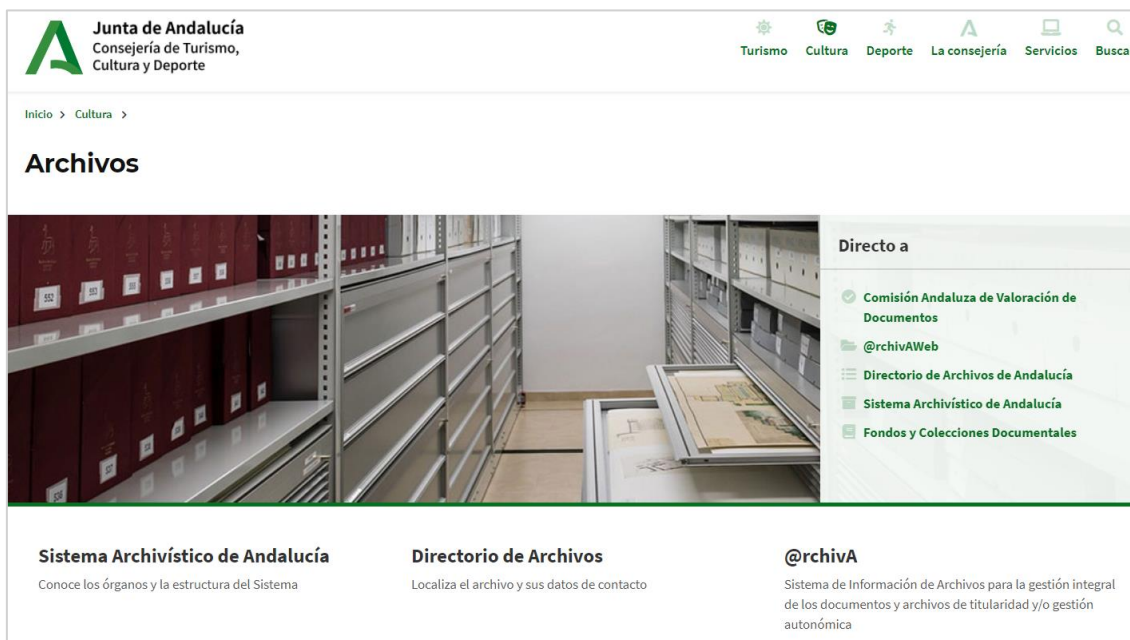 Junta de Andalucía
Consejería de Turismo,
Cultura y Deporte
Turismo
Cultura
Deporte
La consejería
Servicios
Busca
Inicio > Cultura >
Archivos
552
553
555
338
Directo a
Comisión Andaluza de Valoración de
Documentos
@rchivAWeb
Directorio de Archivos de Andalucía
Sistema Archivístico de Andalucía
Fondos y Colecciones Documentales
Sistema Archivístico de Andalucía
Conoce los órganos y la estructura del Sistema
Directorio de Archivos
Localiza el archivo y sus datos de contacto
@rchivA
Sistema de Información de Archivos para la gestión integral
de los documentos y archivos de titularidad y/o gestión
autonómica